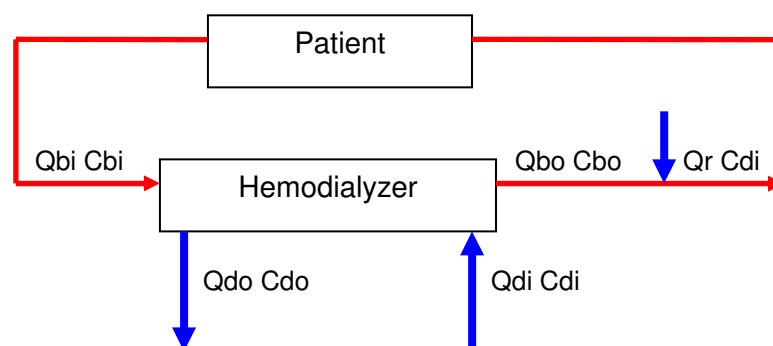 Patient
Qbi Cbi
Qbo Cbo
Qr Cdi
Hemodialyzer
Qdo Cdo
Qdi Cdi